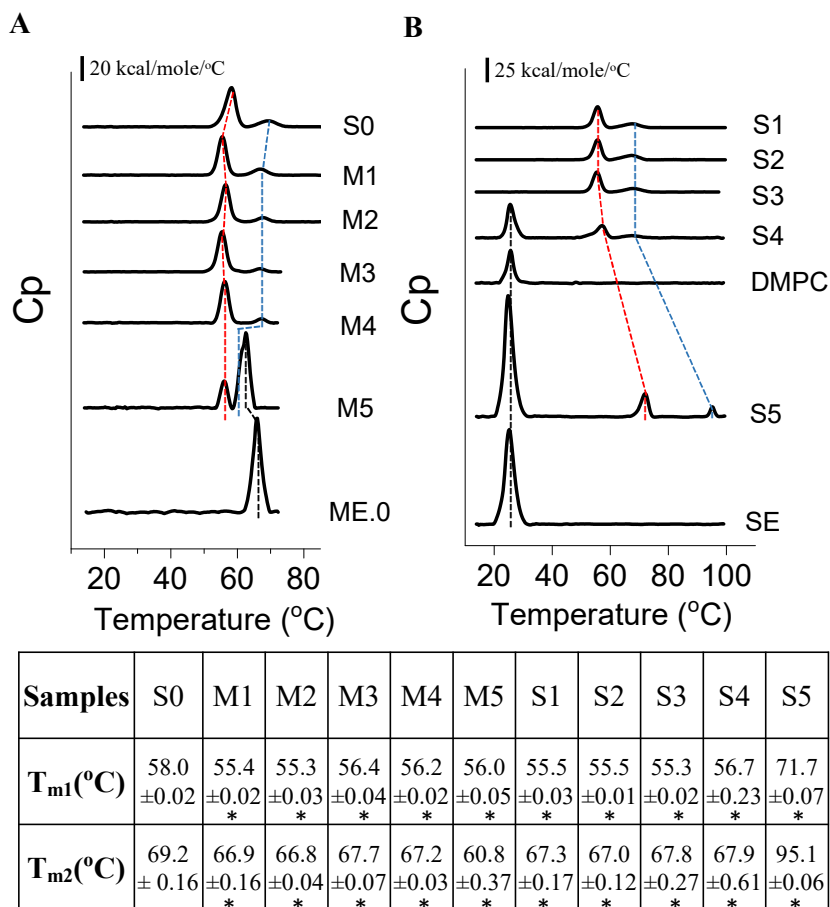 A
B
20 kcal/mole/°C
25 kcal/mole/°C
S0
M1
M2
M3
M4
M5
ME.0
S1
S2
S3
S4
DMPC
S5
SE
Cp
Cp
20 40 60 80
20 40 60 80 100
Temperature (°C)
Temperature (°C)
Samples S0 M1 M2 M3 M4 M5 S1 S2 S3 S4 S5
Tm1(°C) 58.0 55.4 55.3 56.4 56.2 56.0 55.5 55.5 55.3 56.7 71.7
±0.02 ±0.02 ±0.03 ±0.04 ±0.02 ±0.05 ±0.03 ±0.01 ±0.02 ±0.23 ±0.07
* * * * * * * * * *
Tm2(°C) 69.2 66.9 66.8 67.7 67.2 60.8 67.3 67.0 67.8 67.9 95.1
± 0.16 ±0.16 ±0.04 ±0.07 ±0.03 ±0.37 ±0.17 ±0.12 ±0.27 ±0.61 ±0.06
* * * * * * * * * *